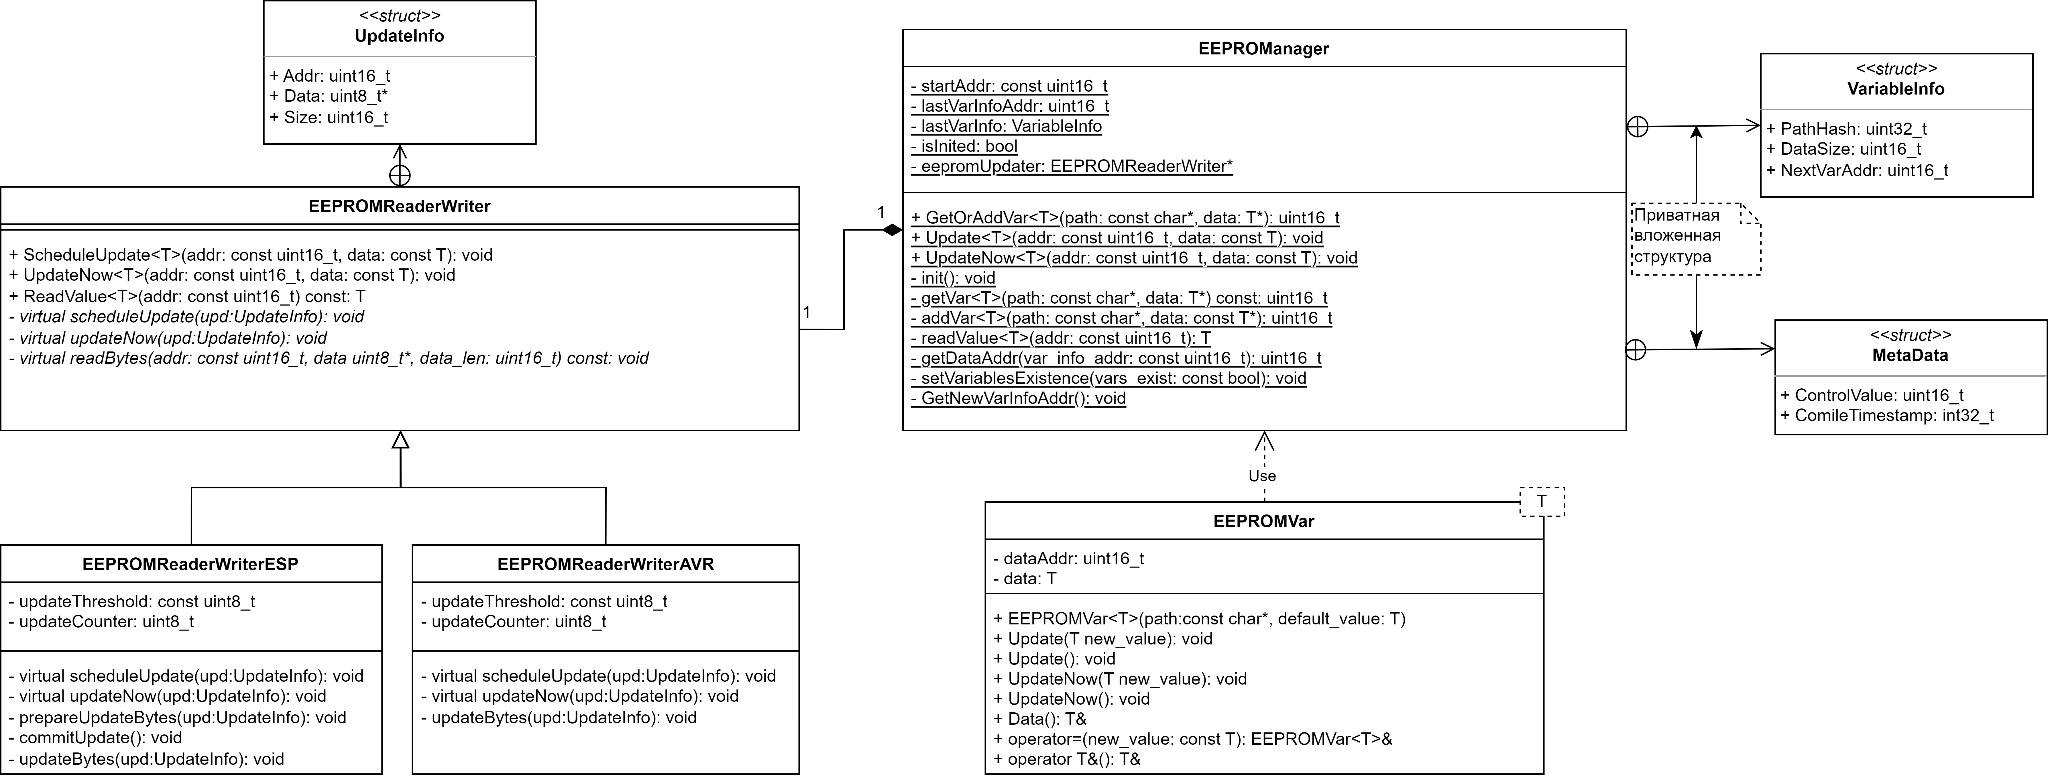 <<struct>>
UpdateInfo
+ Addr: uint16_t
+ Data: uint8_t*
+ Size: uint16_t
EEPROMReaderWriter
+ ScheduleUpdate<T>(addr: const uint16_t, data: const T): void
+ UpdateNow<T>(addr: const uint16_t, data: const T): void
+ ReadValue<T>(addr: const uint16_t) const: T
- virtual scheduleUpdate(upd:UpdateInfo): void
- virtual updateNow(upd:UpdateInfo): void
- virtual readBytes(addr: const uint16_t, data uint8_t*, data_len: uint16_t) const: void
1
1
EEPROManager
- startAddr: const uint16_t
- lastVarInfoAddr: uint16_t
- lastVarInfo: VariableInfo
- isInited: bool
- eepromUpdater: EEPROMReaderWriter*
+ GetOrAddVar<T>(path: const char*, data: T*): uint16_t
+ Update<T>(addr: const uint16_t, data: const T): void
+ UpdateNow<T>(addr: const uint16_t, data: const T): void
- init(): void
- getVar<T>(path: const char*, data: T*) const: uint16_t
- addVar<T>(path: const char*, data: const T*): uint16_t
- readValue<T>(addr: const uint16_t): T
- getDataAddr(var_info_addr: const uint16_t): uint16_t
- setVariablesExistence(vars_exist: const bool): void
- GetNewVarInfoAddr(): void
<<struct>>
VariableInfo
+ PathHash: uint32_t
+ DataSize: uint16_t
+ NextVarAddr: uint16_t
Приватная
вложенная
структура
<<struct>>
MetaData
+ ControlValue: uint16_t
+ ComileTimestamp: int32_t
Use
EEPROMReaderWriterESP
- updateThreshold: const uint8_t
- updateCounter: uint8_t
- virtual scheduleUpdate(upd:UpdateInfo): void
- virtual updateNow(upd:UpdateInfo): void
- prepareUpdateBytes(upd:UpdateInfo): void
- commitUpdate(): void
- updateBytes(upd:UpdateInfo): void
EEPROMReaderWriterAVR
- updateThreshold: const uint8_t
- updateCounter: uint8_t
- virtual scheduleUpdate(upd:UpdateInfo): void
- virtual updateNow(upd:UpdateInfo): void
- updateBytes(upd:UpdateInfo): void
T
EEPROMVar
- dataAddr: uint16_t
- data: T
+ EEPROMVar<T>(path:const char*, default_value: T)
+ Update(T new_value): void
+ Update(): void
+ UpdateNow(T new_value): void
+ UpdateNow(): void
+ Data(): T&
+ operator=(new_value: const T): EEPROMVar<T>&
+ operator T&(): T&